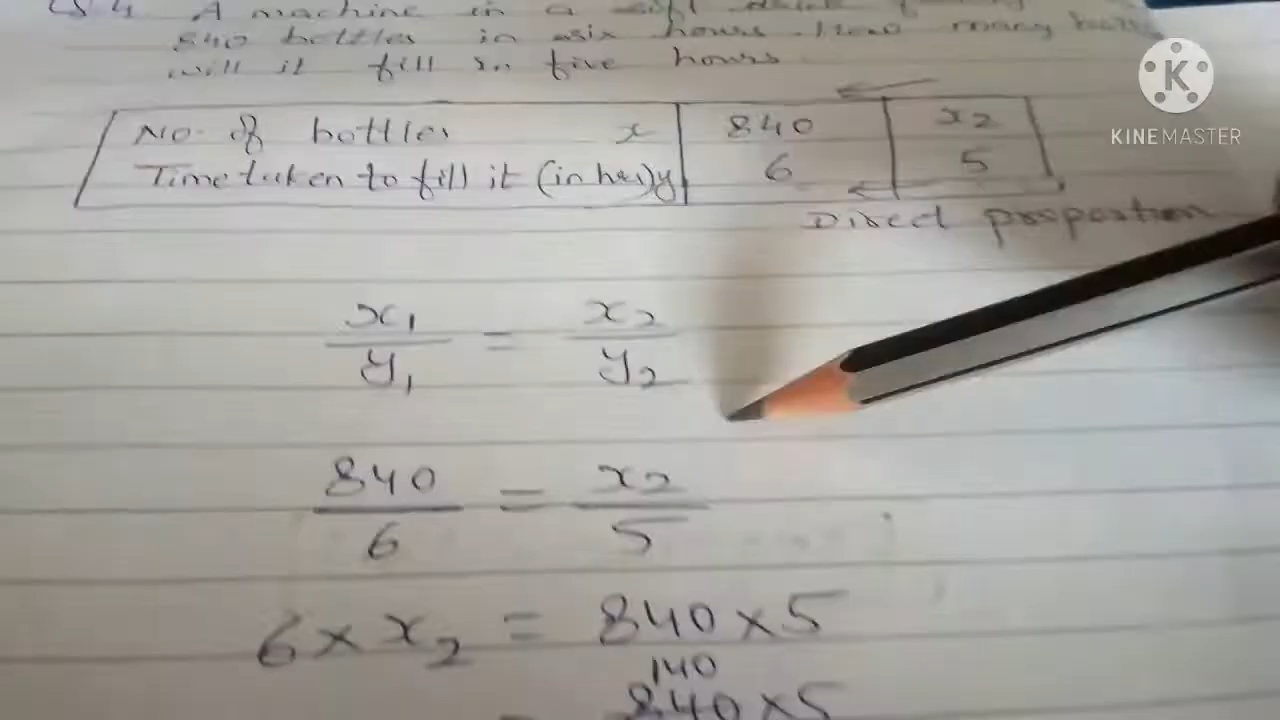 A machine in a soft drink
840 bottles in six hours. How many
will it fill in five hours
No. of bottles x 840 x2
Time taken to fill it (in hrs) y 6 5
Direct proportion
x1/y1 = x2/y2
840/6 = x2/5
6 × x2 = 840 × 5
140
= 840 × 5
KINEMASTER